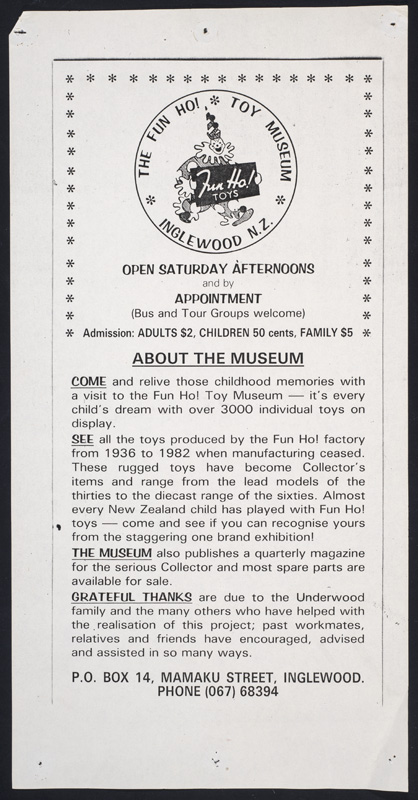 * * * * * * * * * * * * * * * *
THE FUN HO! * TOY MUSEUM
Fun Ho!
TOYS
* INGLEWOOD N.Z. *
OPEN SATURDAY AFTERNOONS
and by
APPOINTMENT
(Bus and Tour Groups welcome)
* Admission: ADULTS $2, CHILDREN 50 cents, FAMILY $5 *
ABOUT THE MUSEUM
COME and relive those childhood memories with
a visit to the Fun Ho! Toy Museum — it's every
child's dream with over 3000 individual toys on
display.
SEE all the toys produced by the Fun Ho! factory
from 1936 to 1982 when manufacturing ceased.
These rugged toys have become Collector's
items and range from the lead models of the
thirties to the diecast range of the sixties. Almost
every New Zealand child has played with Fun Ho!
toys — come and see if you can recognise yours
from the staggering one brand exhibition!
THE MUSEUM also publishes a quarterly magazine
for the serious Collector and most spare parts are
available for sale.
GRATEFUL THANKS are due to the Underwood
family and the many others who have helped with
the realisation of this project; past workmates,
relatives and friends have encouraged, advised
and assisted in so many ways.
P.O. BOX 14, MAMAKU STREET, INGLEWOOD.
PHONE (067) 68394